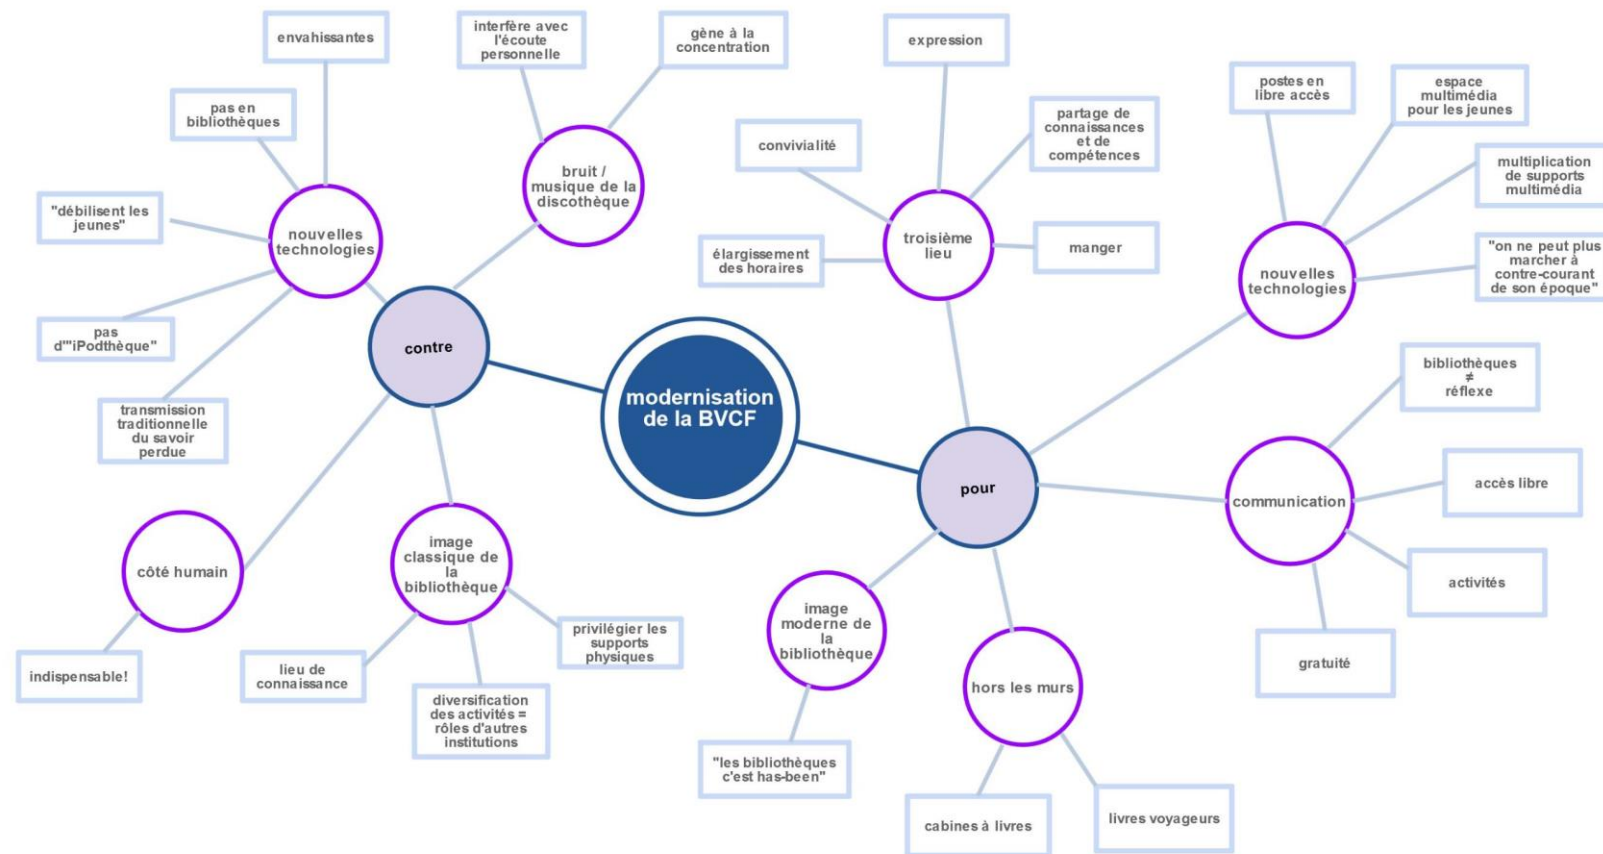 envahissantes
pas en
bibliothèques
"débilisent les
jeunes"
nouvelles
technologies
pas
d'"iPodthèque"
transmission
traditionnelle
du savoir
perdue
interfère avec
l'écoute
personnelle
gène à la
concentration
bruit /
musique de la
discothèque
contre
côté humain
indispensable!
image
classique de
la
bibliothèque
lieu de
connaissance
diversification
des activités =
rôles d'autres
institutions
privilégier les
supports
physiques
modernisation
de la BVCF
expression
convivialité
partage de
connaissances
et de
compétences
troisième
lieu
élargissement
des horaires
manger
postes en
libre accès
espace
multimédia
pour les jeunes
multiplication
de supports
multimédia
nouvelles
technologies
"on ne peut plus
marcher à
contre-courant
de son époque"
pour
bibliothèques
≠
réflexe
communication
accès libre
activités
gratuité
image
moderne de
la
bibliothèque
"les bibliothèques
c'est has-been"
hors les murs
cabines à livres
livres voyageurs